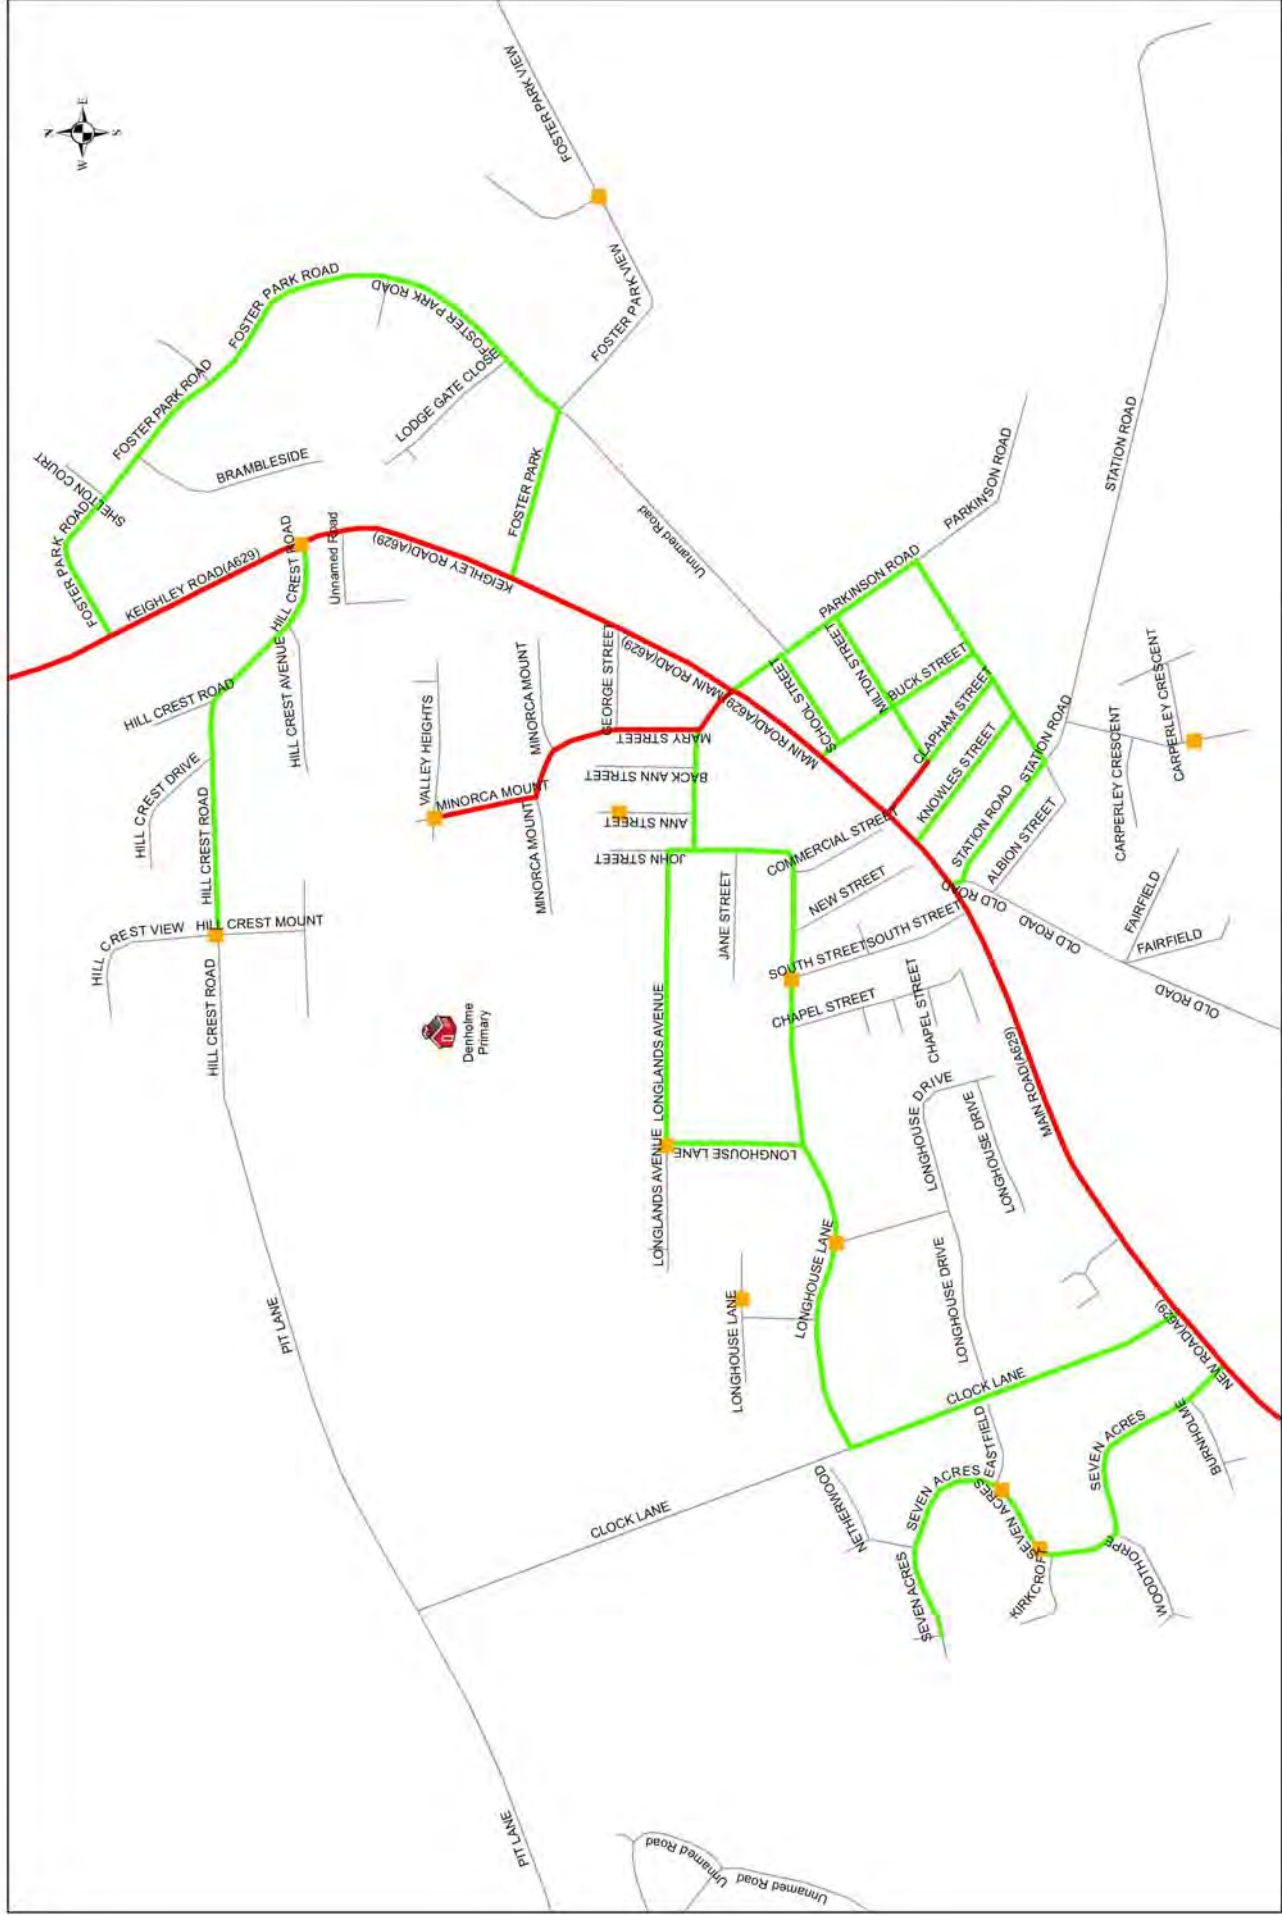 N
E
S
W
FOSTER PARK VIEW
FOSTER PARK VIEW
FOSTER PARK VIEW
FOSTER PARK ROAD
FOSTER PARK ROAD
FOSTER PARK ROAD
FOSTER PARK ROAD
SHELTON COURT
BRAMBLESIDE
LODGE GATE CLOSE
FOSTER PARK
KEIGHLEY ROAD(A629)
KEIGHLEY ROAD(A629)
Unnamed Road
HILL CREST ROAD
HILL CREST ROAD
HILL CREST AVENUE
HILL CREST AVENUE
HILL CREST DRIVE
HILL CREST DRIVE
HILL CREST ROAD
HILL CREST VIEW
HILL CREST MOUNT
HILL CREST ROAD
Unnamed Road
PARKINSON ROAD
PARKINSON ROAD
STATION ROAD
VALLEY HEIGHTS
MINORCA MOUNT
MINORCA MOUNT
MINORCA MOUNT
GEORGE STREET
MAIN ROAD(A629)
MAIN ROAD(A629)
MARY STREET
BACK ANN STREET
ANN STREET
JOHN STREET
JANE STREET
SCHOOL STREET
MILTON STREET
BUCK STREET
CLAPHAM STREET
KNOWLES STREET
STATION ROAD
STATION ROAD
ALBION STREET
CARPERLEY CRESCENT
CARPERLEY CRESCENT
COMMERCIAL STREET
NEW STREET
SOUTH STREET
SOUTH STREET
CHAPEL STREET
CHAPEL STREET
OLD ROAD
OLD ROAD
OLD ROAD
FAIRFIELD
FAIRFIELD
Denholme
Primary
LONGLANDS AVENUE
LONGLANDS AVENUE
LONGHOUSE LANE
LONGHOUSE LANE
LONGHOUSE LANE
LONGHOUSE DRIVE
LONGHOUSE DRIVE
LONGHOUSE DRIVE
MAIN ROAD(A629)
NEW ROAD(A629)
PIT LANE
CLOCK LANE
CLOCK LANE
EASTFIELD
NETHERWOOD
SEVEN ACRES
SEVEN ACRES
SEVEN ACRES
SEVEN ACRES
BURNHOLME
KIRKCROFT
WOODTHORPE
PIT LANE
Unnamed Road
Unnamed Road